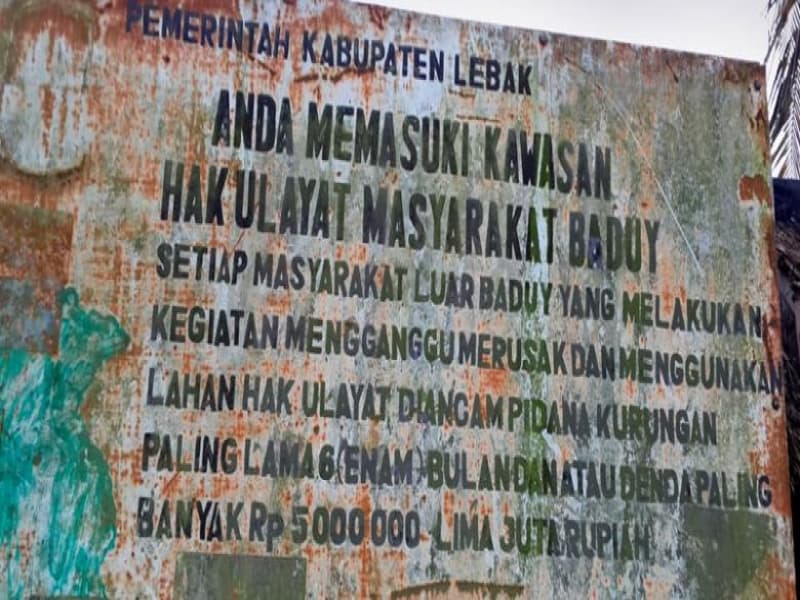 PEMERINTAH KABUPATEN LEBAK
ANDA MEMASUKI KAWASAN
HAK ULAYAT MASYARAKAT BADUY
SETIAP MASYARAKAT LUAR BADUY YANG MELAKUKAN
KEGIATAN MENGGANGGU MERUSAK DAN MENGGUNAKAN
LAHAN HAK ULAYAT DIANCAM PIDANA KURUNGAN
PALING LAMA 6 (ENAM) BULAN DAN ATAU DENDA PALING
BANYAK Rp 5000 000 LIMA JUTA RUPIAH